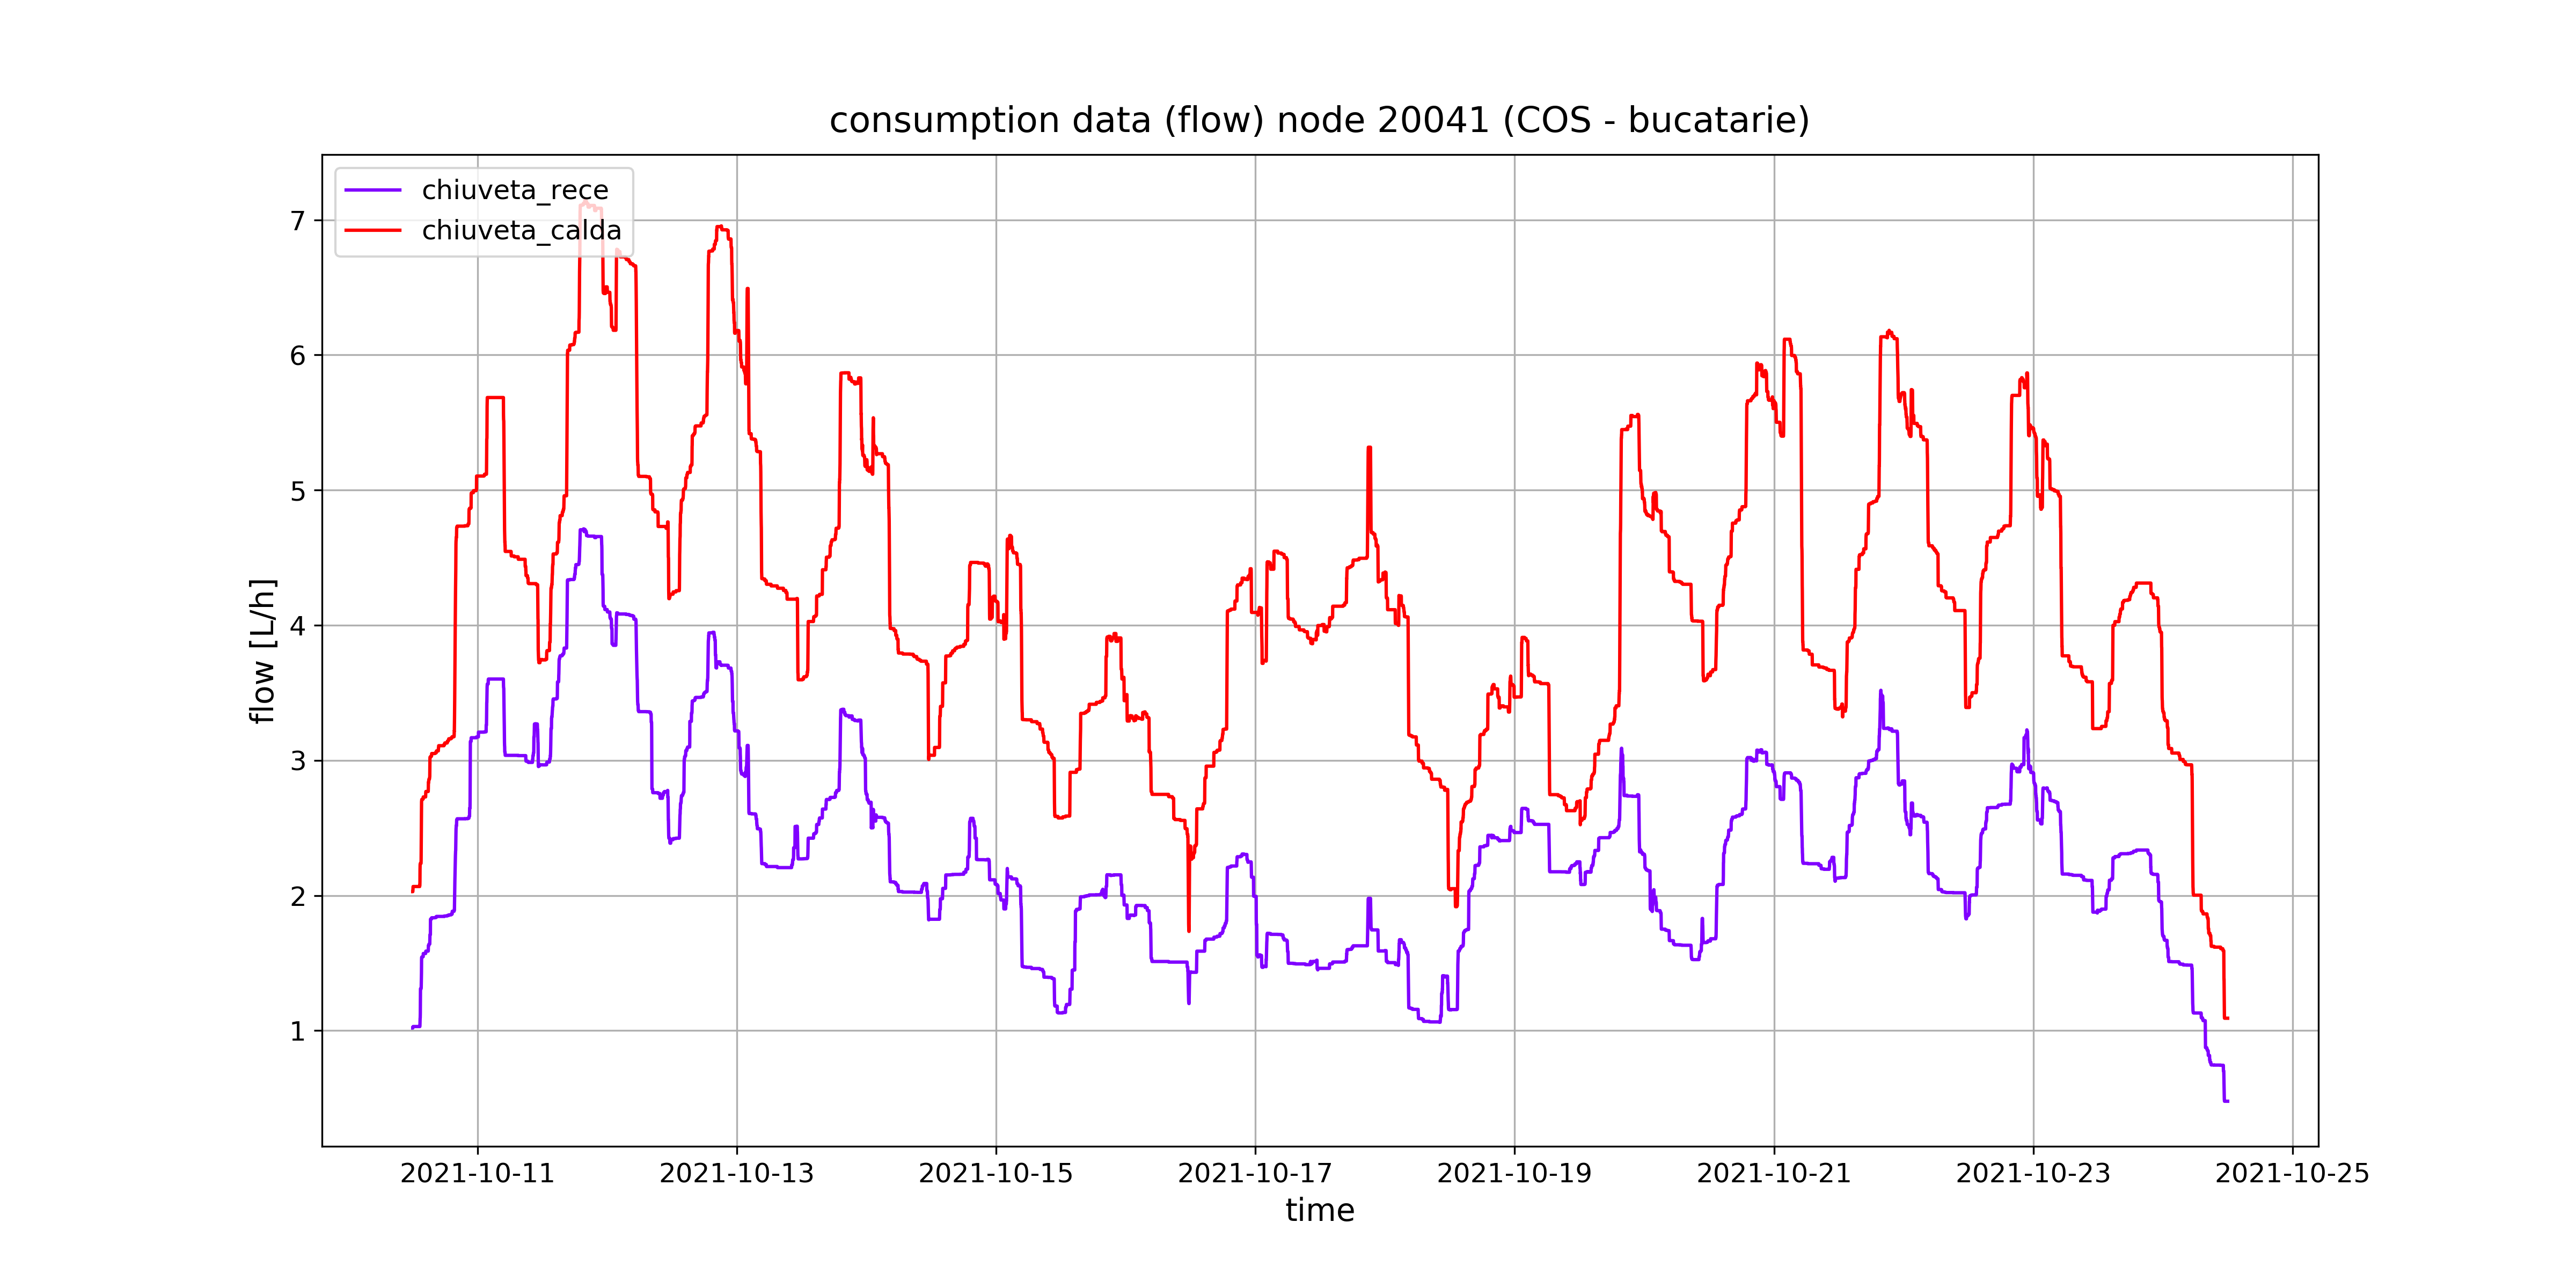 consumption data (flow) node 20041 (COS - bucatarie)
chiuveta_rece
chiuveta_calda
flow [L/h]
7
6
5
4
3
2
1
2021-10-11 2021-10-13 2021-10-15 2021-10-17 2021-10-19 2021-10-21 2021-10-23 2021-10-25
time